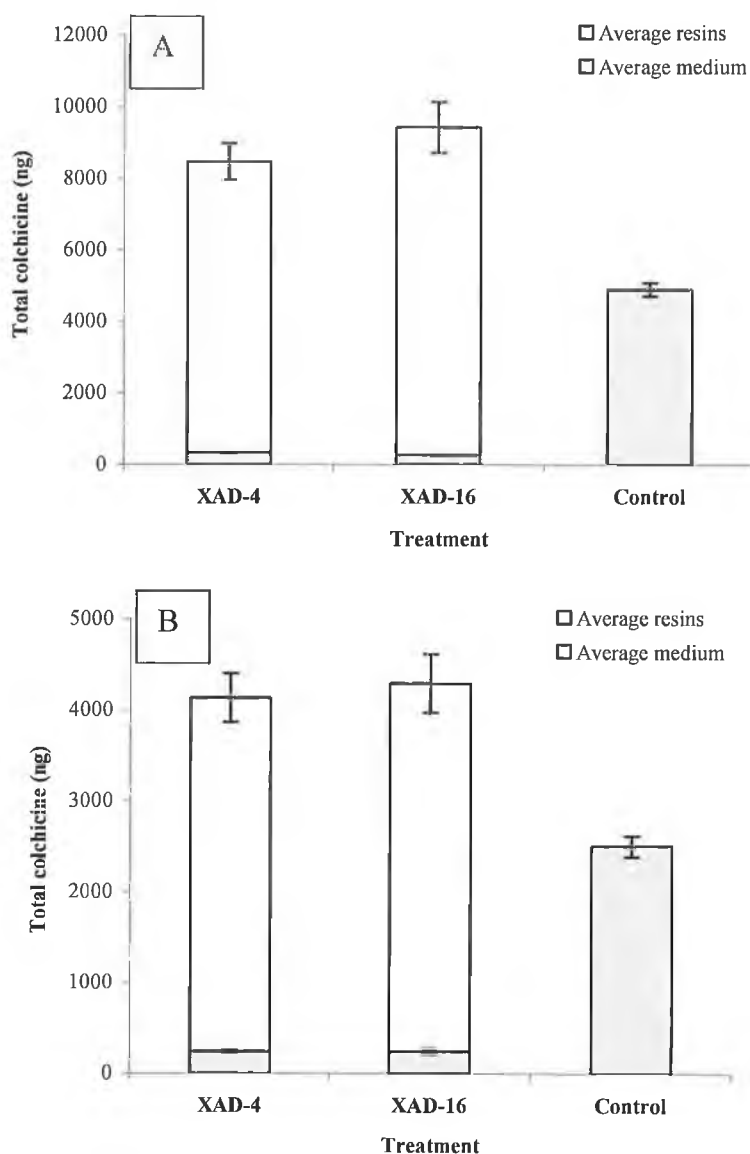 A
Average resins
Average medium
12000
10000
8000
6000
4000
2000
0
Total colchicine (ng)
XAD-4 XAD-16 Control
Treatment
B
Average resins
Average medium
5000
4000
3000
2000
1000
0
Total colchicine (ng)
XAD-4 XAD-16 Control
Treatment